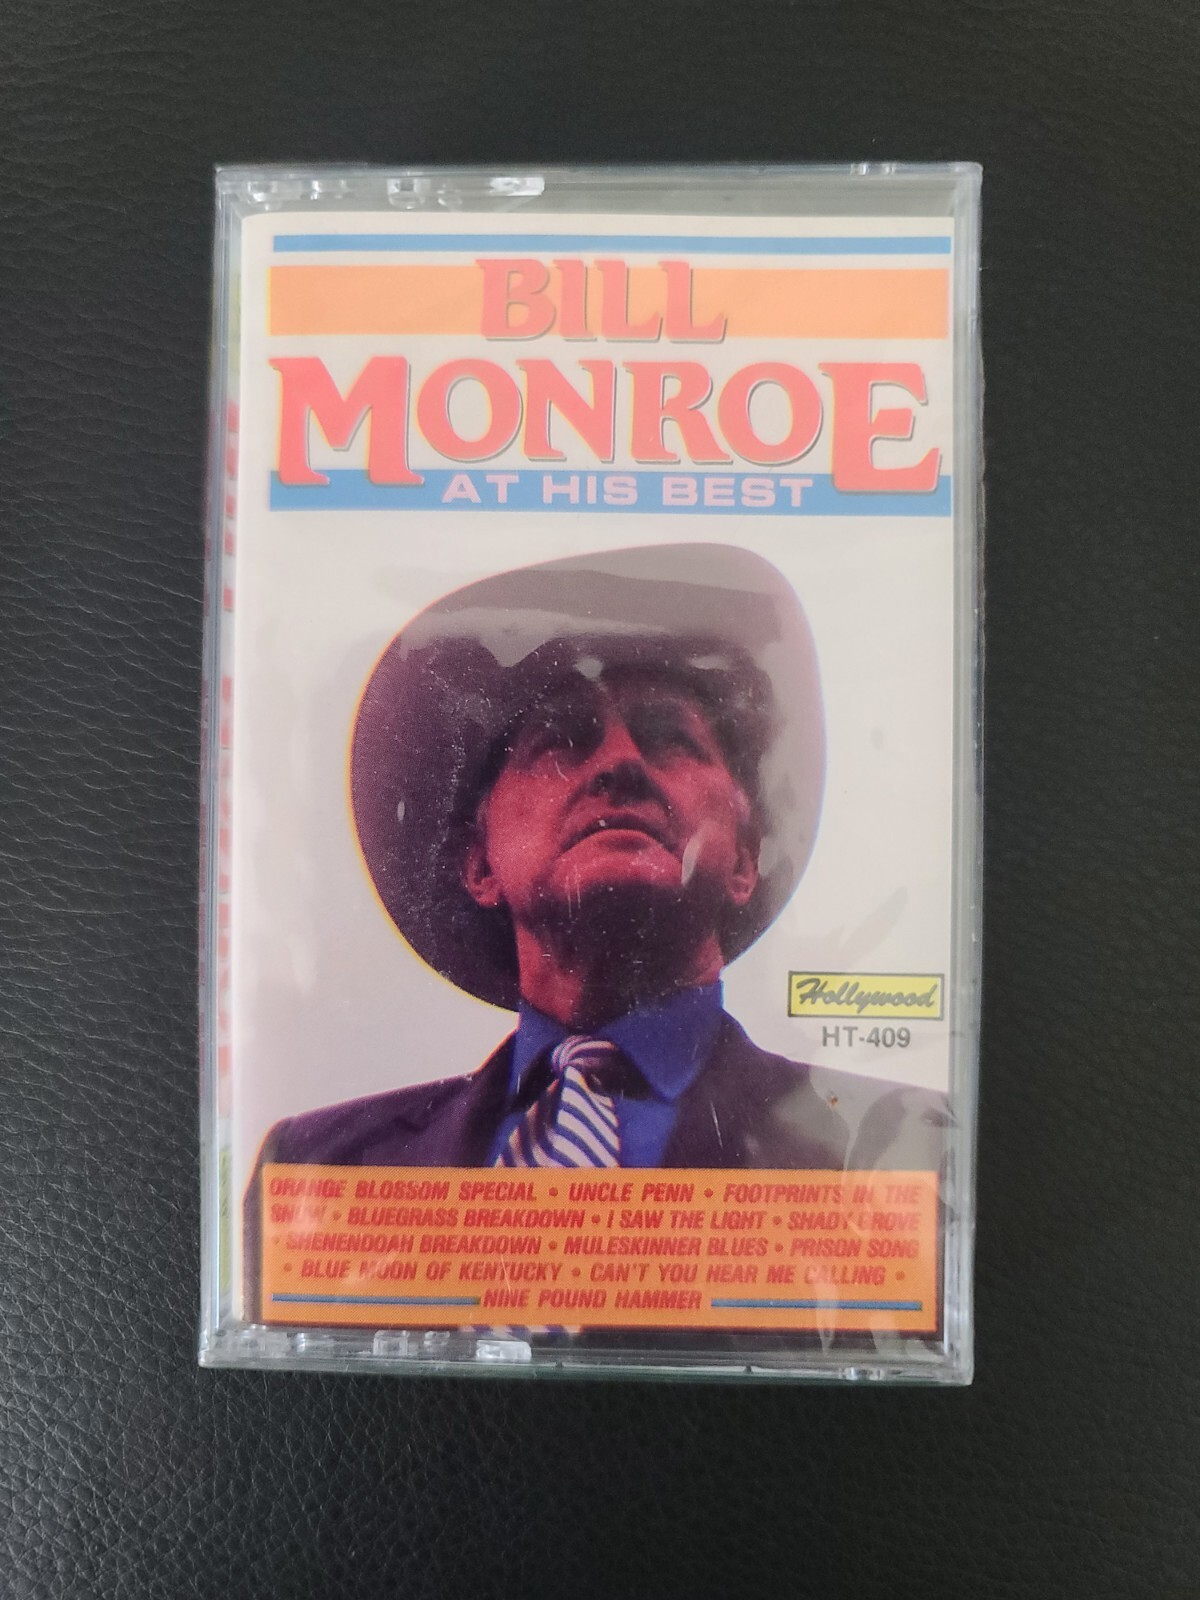 BILL
MONROE
AT HIS BEST
Hollywood
HT-409
ORANGE BLOSSOM SPECIAL • UNCLE PENN • FOOTPRINTS IN THE
SNOW • BLUEGRASS BREAKDOWN • I SAW THE LIGHT • SHADY GROVE
• SHENENDOAH BREAKDOWN • MULESKINNER BLUES • PRISON SONG
• BLUE MOON OF KENTUCKY • CAN'T YOU HEAR ME CALLING •
NINE POUND HAMMER